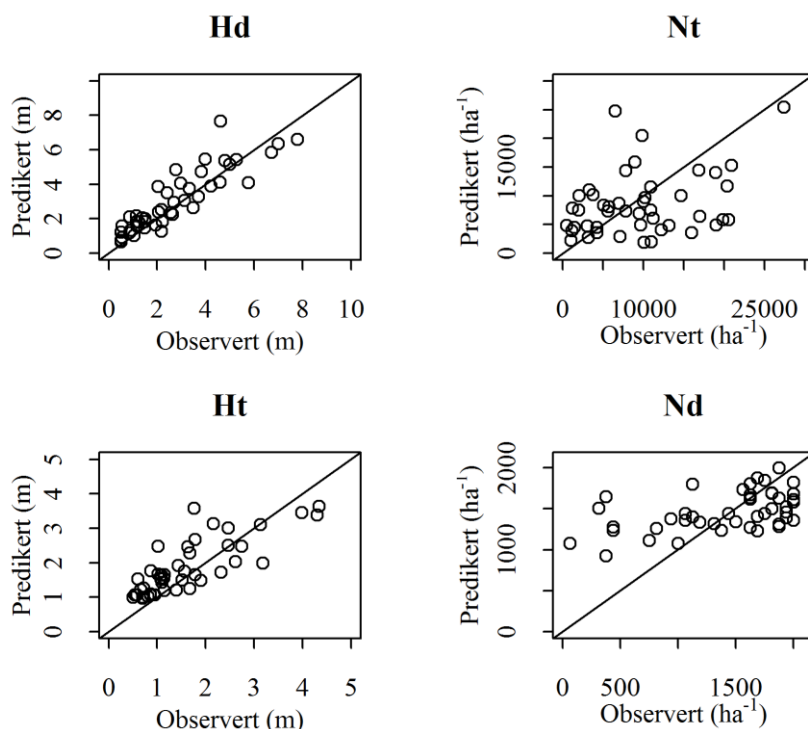 Hd
Predikert (m)
0 2 4 6 8
0 2 4 6 8 10
Observert (m)
Nt
Predikert (ha⁻¹)
0 15000
0 10000 25000
Observert (ha⁻¹)
Ht
Predikert (m)
0 1 2 3 4 5
0 1 2 3 4 5
Observert (m)
Nd
Predikert (ha⁻¹)
0 1000 2000
0 500 1500
Observert (ha⁻¹)